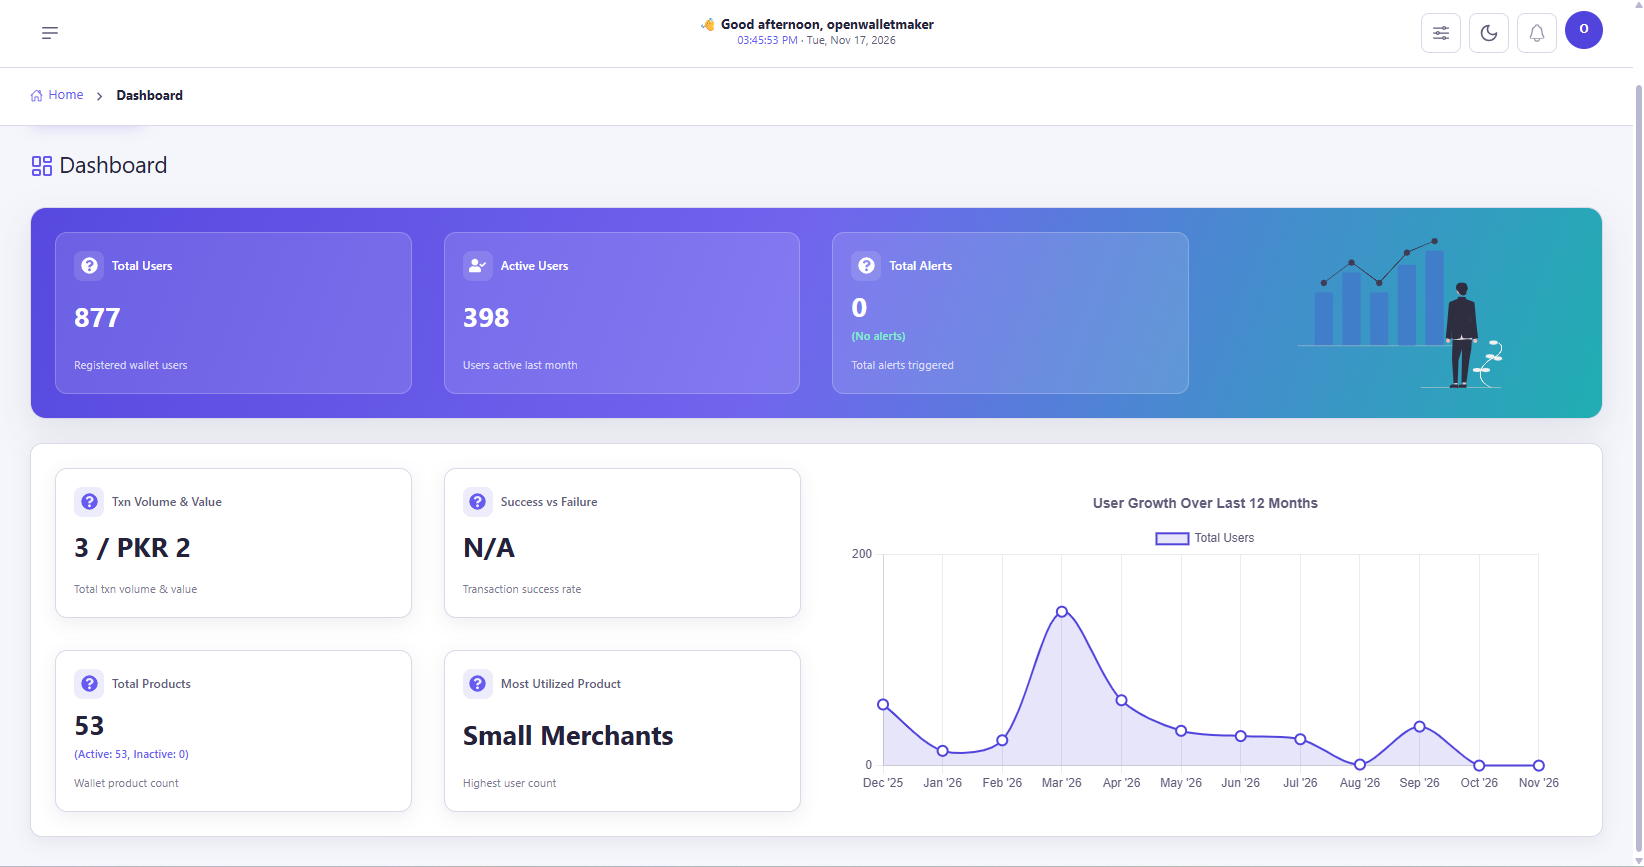 Good afternoon, openwalletmaker
03:45:53 PM · Tue, Nov 17, 2026
O
Home > Dashboard
Dashboard
Total Users
877
Registered wallet users
Active Users
398
Users active last month
Total Alerts
0
(No alerts)
Total alerts triggered
Txn Volume & Value
3 / PKR 2
Total txn volume & value
Success vs Failure
N/A
Transaction success rate
Total Products
53
(Active: 53, Inactive: 0)
Wallet product count
Most Utilized Product
Small Merchants
Highest user count
User Growth Over Last 12 Months
Total Users
200
0
Dec '25 Jan '26 Feb '26 Mar '26 Apr '26 May '26 Jun '26 Jul '26 Aug '26 Sep '26 Oct '26 Nov '26